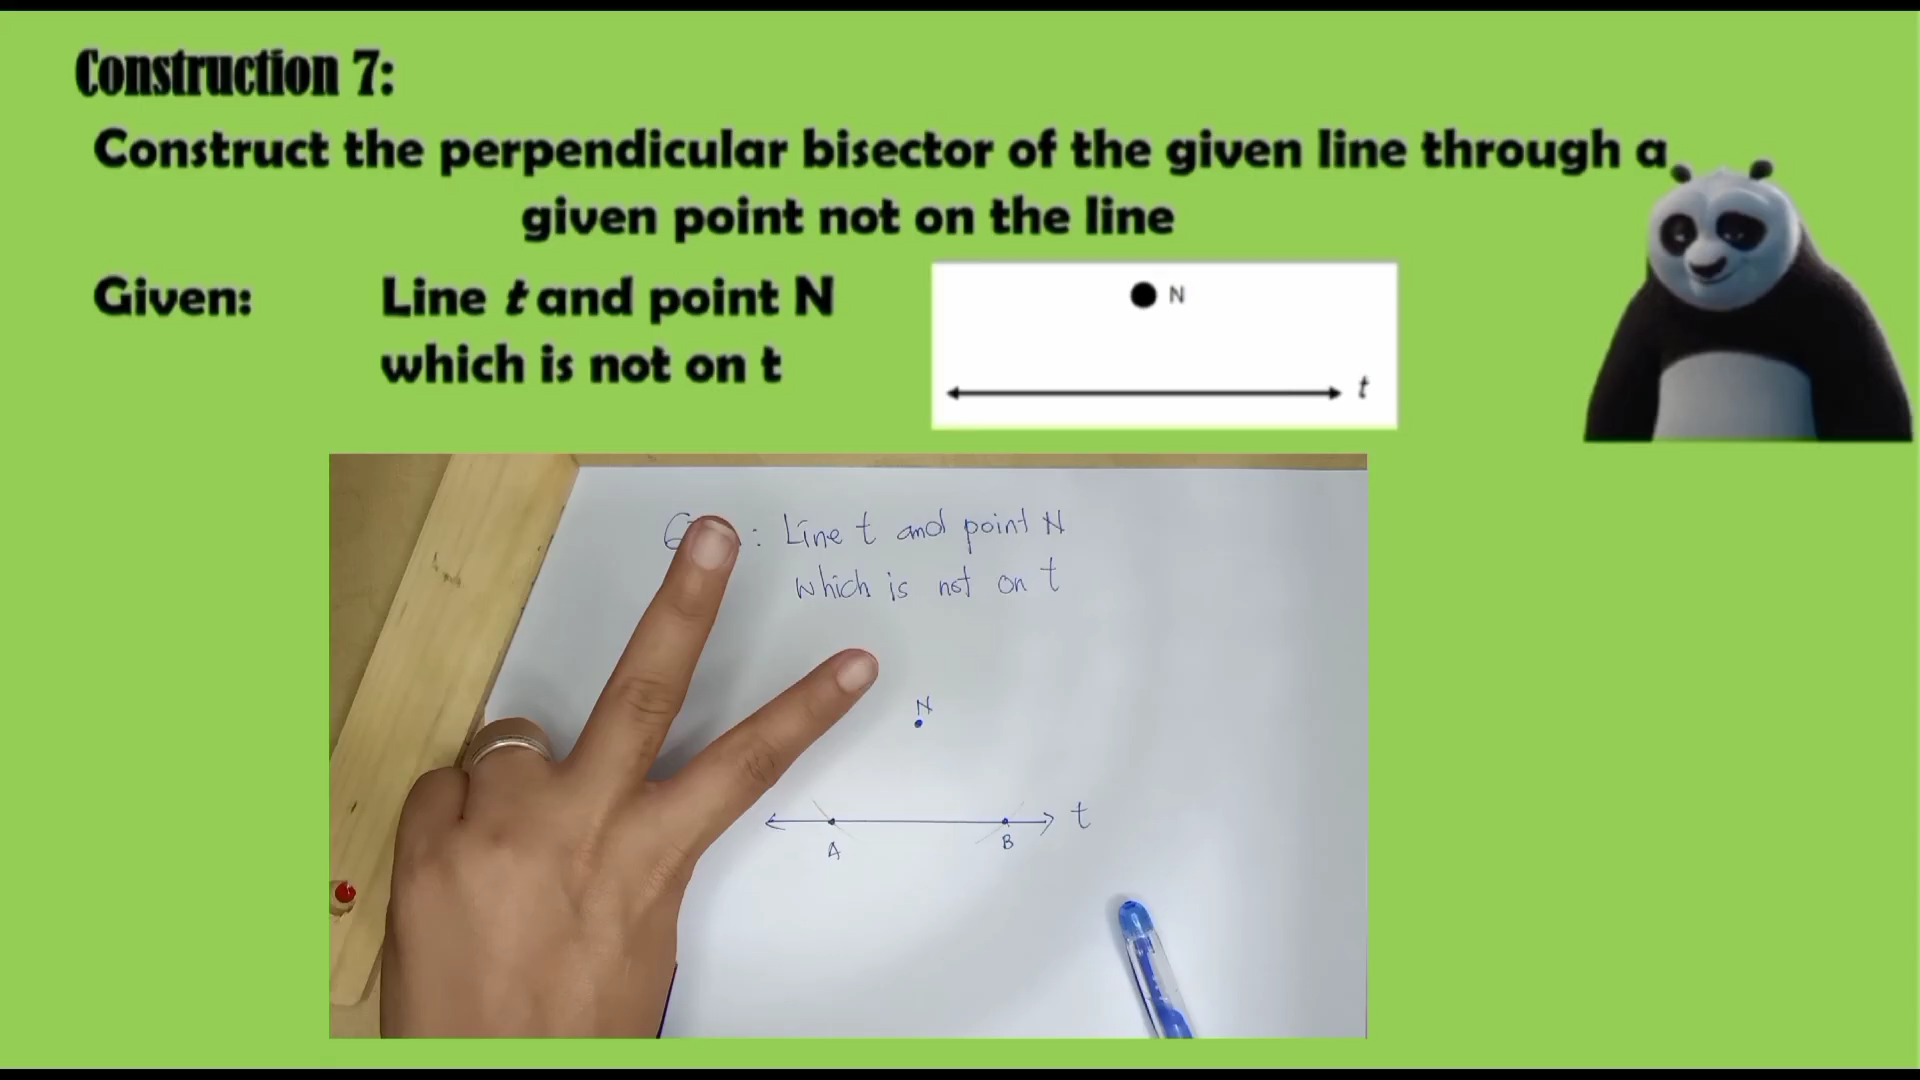 Construction 7:
Construct the perpendicular bisector of the given line through a
given point not on the line
Given: Line t and point N
which is not on t
N
t
: Line t and point N
which is not on t
N
t
A B